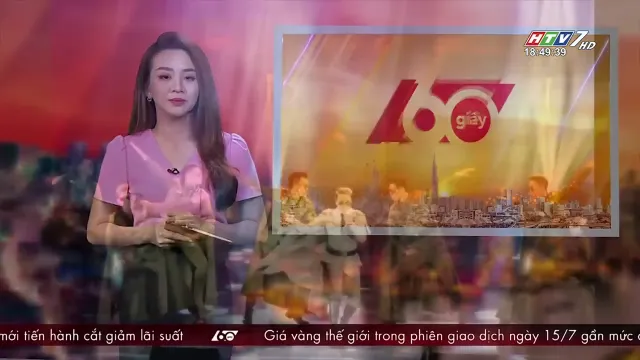 HTV7 HD
18:49:39
60 giây
mới tiến hành cắt giảm lãi suất
60
Giá vàng thế giới trong phiên giao dịch ngày 15/7 gần mức